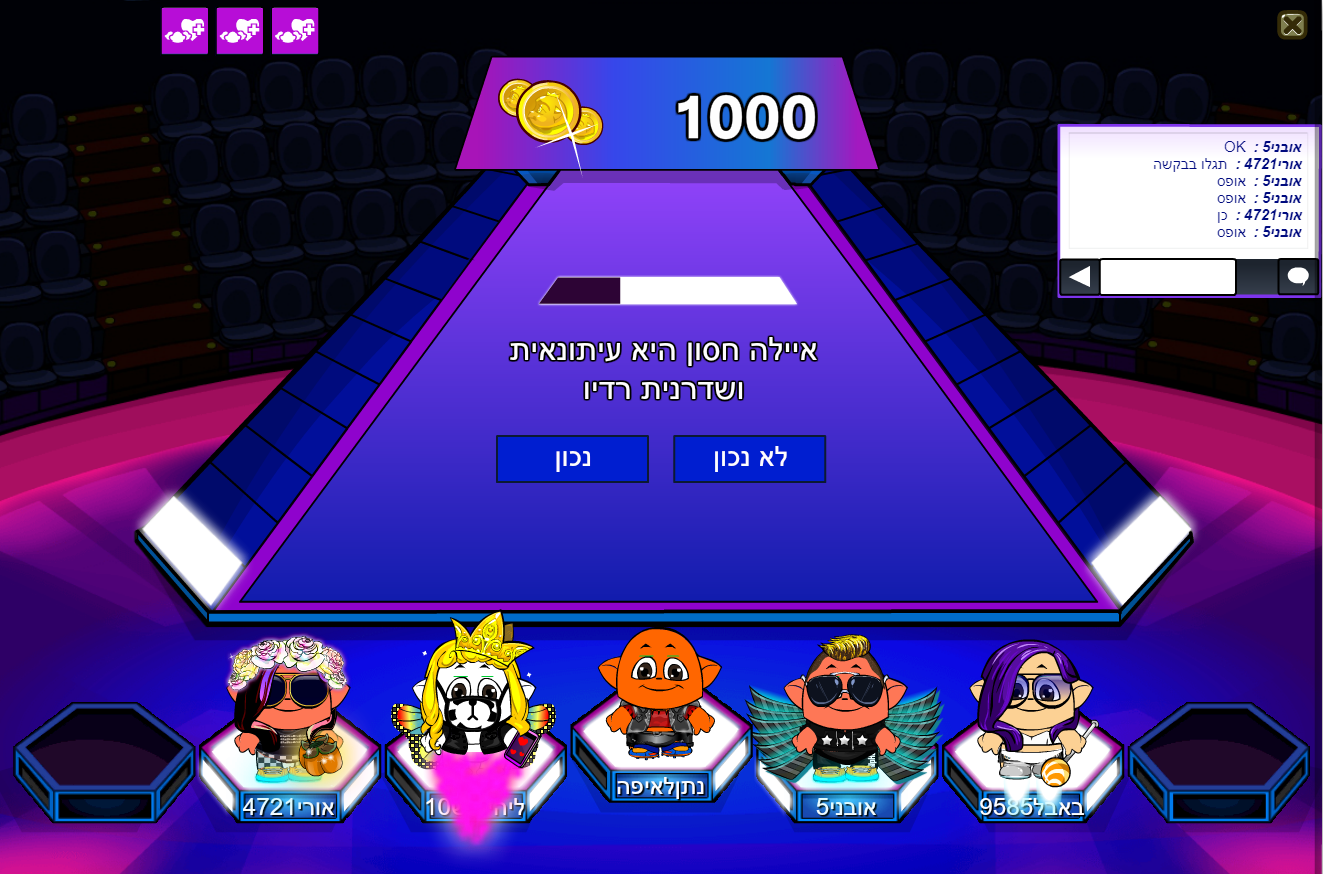 1000
אובני5 : OK
אורי4721 : תגלו בבקשה
אובני5 : אופס
אובני5 : אופס
אורי4721 : כן
אובני5 : אופס
איילה חסון היא עיתונאית
ושדרנית רדיו
נכון
לא נכון
אורי4721
נתןלאיפה
אובני5
באבל9585